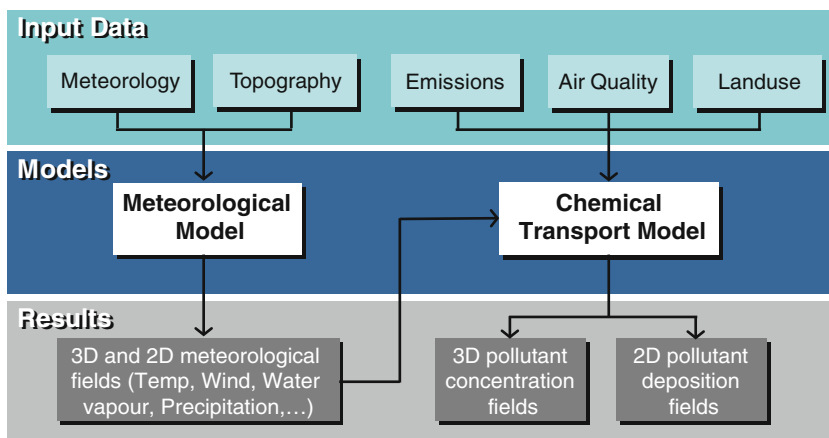 Input Data
Meteorology
Topography
Emissions
Air Quality
Landuse
Models
Meteorological
Model
Chemical
Transport Model
Results
3D and 2D meteorological
fields (Temp, Wind, Water
vapour, Precipitation,...)
3D pollutant
concentration
fields
2D pollutant
deposition
fields